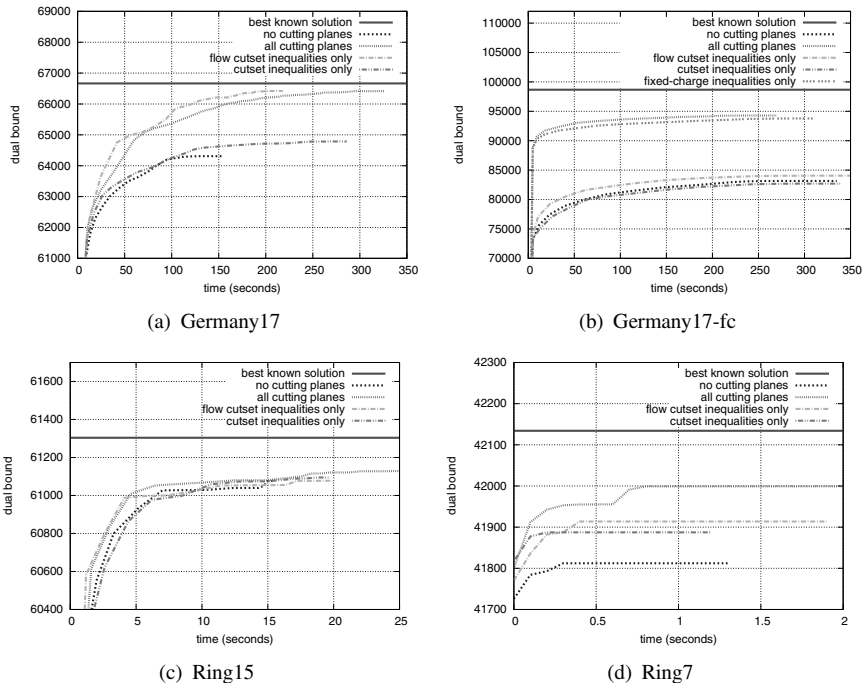 69000
68000
67000
66000
65000
64000
63000
62000
61000
0 50 100 150 200 250 300 350
dual bound
time (seconds)
best known solution
no cutting planes
all cutting planes
flow cutset inequalities only
cutset inequalities only
(a) Germany17
110000
105000
100000
95000
90000
85000
80000
75000
70000
0 50 100 150 200 250 300 350
dual bound
time (seconds)
best known solution
no cutting planes
all cutting planes
flow cutset inequalities only
cutset inequalities only
fixed-charge inequalities only
(b) Germany17-fc
61600
61400
61200
61000
60800
60600
60400
0 5 10 15 20 25
dual bound
time (seconds)
best known solution
no cutting planes
all cutting planes
flow cutset inequalities only
cutset inequalities only
(c) Ring15
42300
42200
42100
42000
41900
41800
41700
0 0.5 1 1.5 2
dual bound
time (seconds)
best known solution
no cutting planes
all cutting planes
flow cutset inequalities only
cutset inequalities only
(d) Ring7